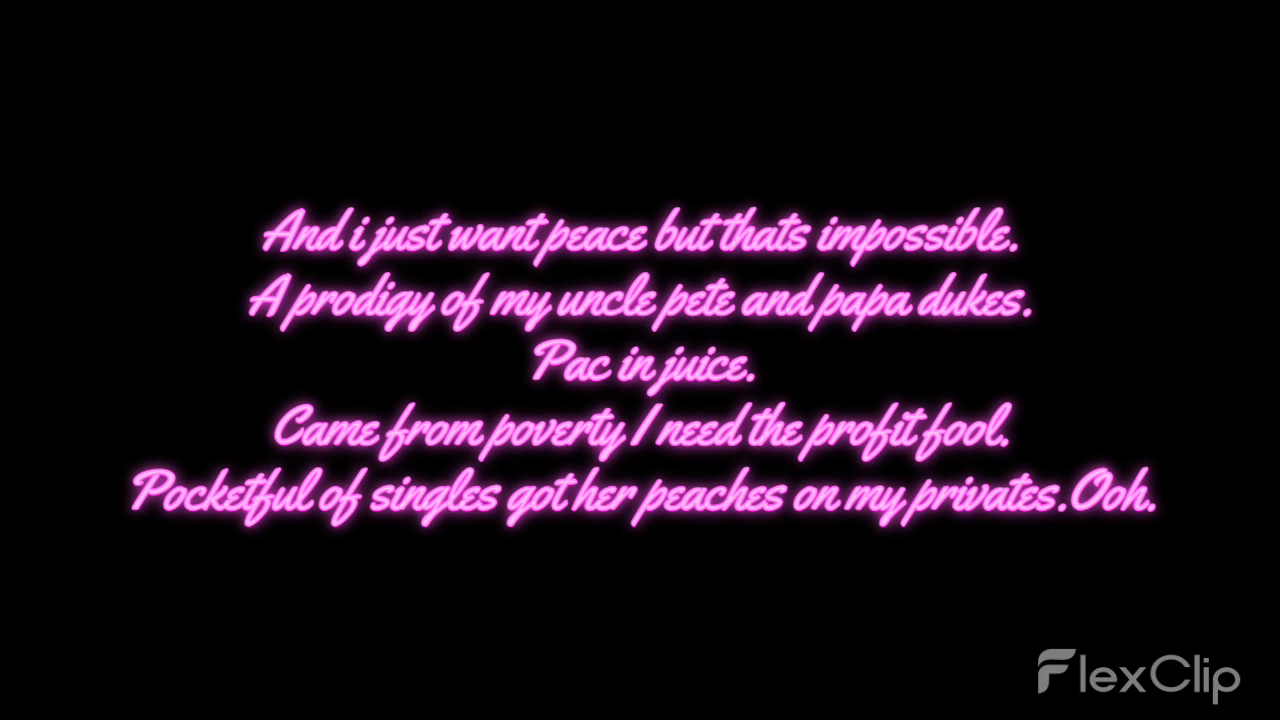 And i just want peace but thats impossible.
A prodigy of my uncle pete and papa dukes.
Pac in juice.
Came from poverty I need the profit fool.
Pocketful of singles got her peaches on my privates.Ooh.
FlexClip